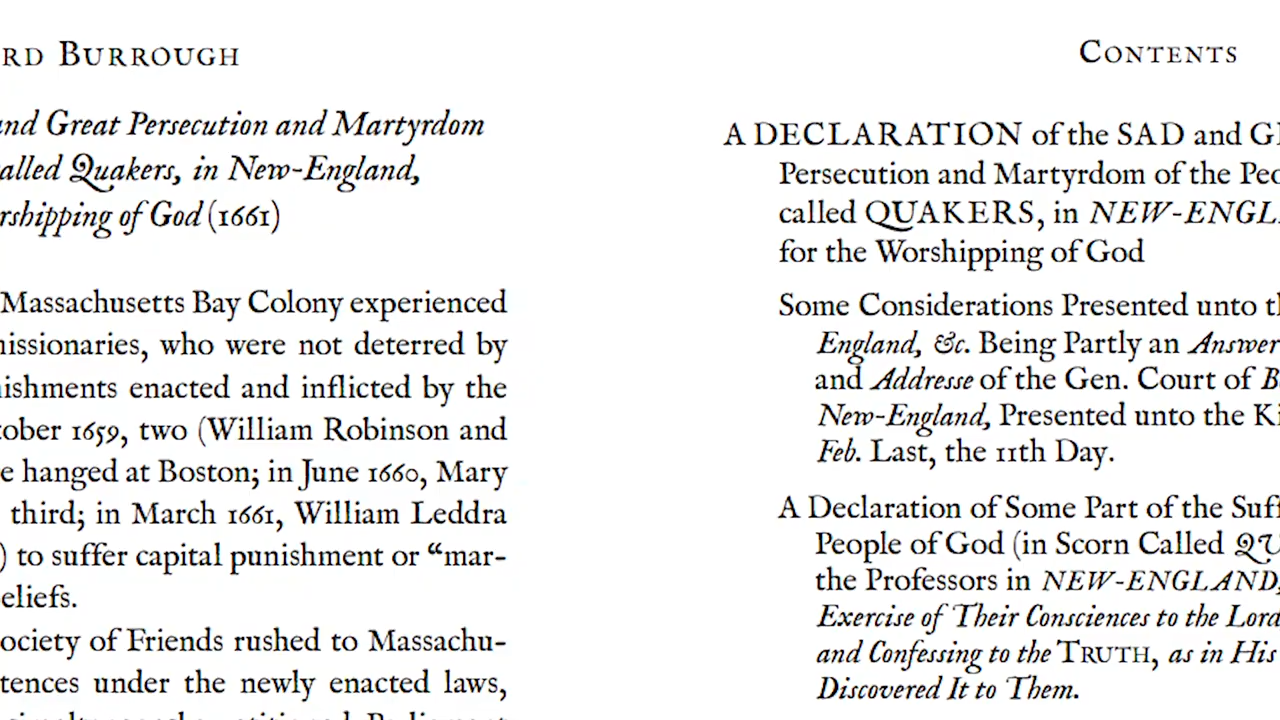 RD BURROUGH
and Great Persecution and Martyrdom
alled Quakers, in New-England,
rshipping of God (1661)
Massachusetts Bay Colony experienced
issionaries, who were not deterred by
ishments enacted and inflicted by the
tober 1659, two (William Robinson and
e hanged at Boston; in June 1660, Mary
third; in March 1661, William Leddra
) to suffer capital punishment or “mar-
eliefs.
ociety of Friends rushed to Massachu-
tences under the newly enacted laws,
CONTENTS
A DECLARATION of the SAD and GR
Persecution and Martyrdom of the Peo
called QUAKERS, in NEW-ENGL
for the Worshipping of God
Some Considerations Presented unto th
England, &c. Being Partly an Answer
and Addresse of the Gen. Court of B
New-England, Presented unto the Ki
Feb. Last, the 11th Day.
A Declaration of Some Part of the Suff
People of God (in Scorn Called QU
the Professors in NEW-ENGLAND,
Exercise of Their Consciences to the Lord
and Confessing to the TRUTH, as in His
Discovered It to Them.